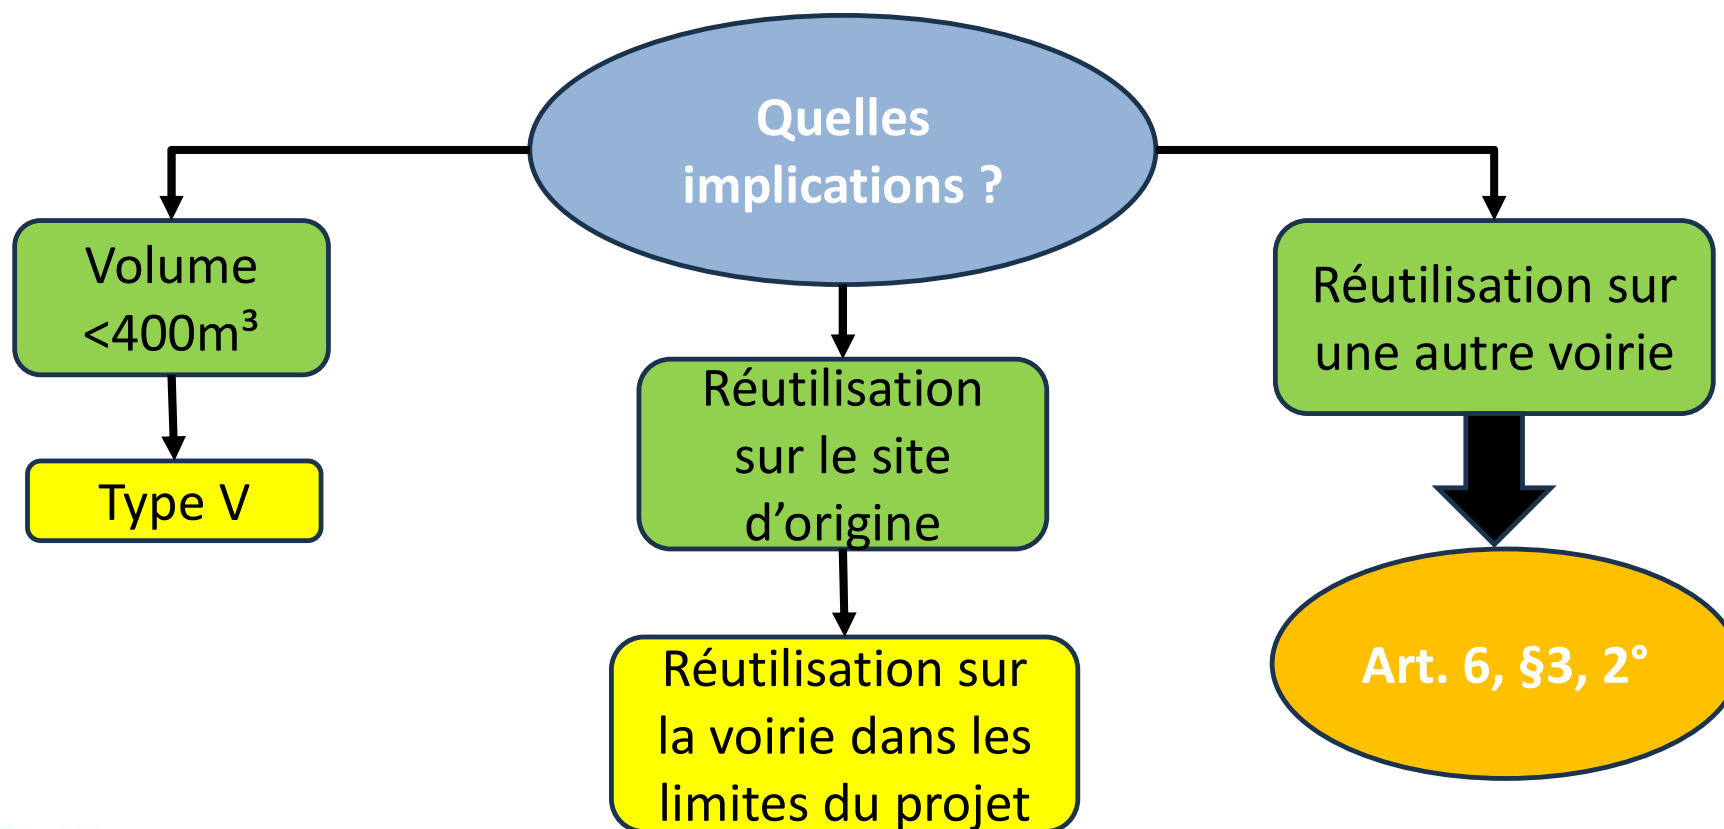 Quelles
implications ?
Volume
<400m³
Type V
Réutilisation
sur le site
d’origine
Réutilisation sur
la voirie dans les
limites du projet
Réutilisation sur
une autre voirie
Art. 6, §3, 2°